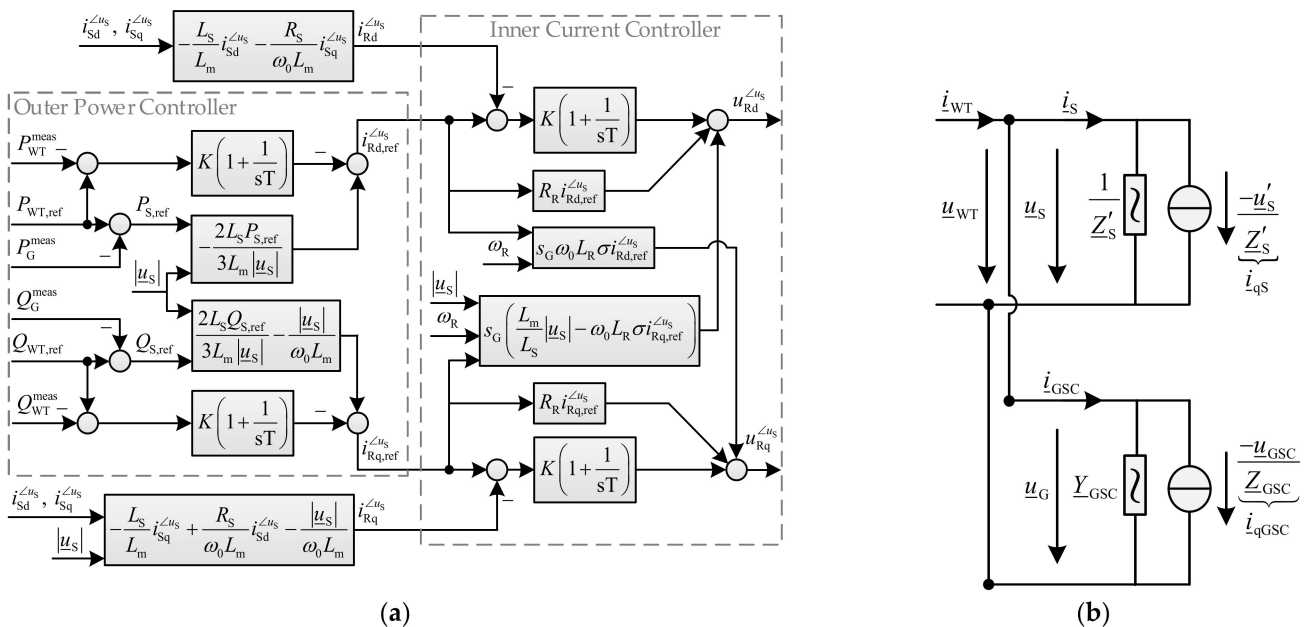 i_Sd^∠u_S , i_Sq^∠u_S
-L_S/L_m i_Sd^∠u_S - R_S/(ω_0 L_m) i_Sq^∠u_S
i_Rd^∠u_S
Inner Current Controller
Outer Power Controller
P_WT^meas −
K(1+1/sT)
−
i_Rd,ref^∠u_S
−
K(1+1/sT)
u_Rd^∠u_S
P_WT,ref
P_S,ref
R_R i_Rd,ref^∠u_S
P_G^meas
−
-2L_S P_S,ref/(3L_m |u_S|)
ω_R
s_G ω_0 L_R σ i_Rd,ref^∠u_S
|u_S|
|u_S|
ω_R
s_G(L_m/L_S |u_S| - ω_0 L_R σ i_Rq,ref^∠u_S)
Q_G^meas
−
2L_S Q_S,ref/(3L_m |u_S|) - |u_S|/(ω_0 L_m)
Q_WT,ref
Q_S,ref
Q_WT^meas −
K(1+1/sT)
−
i_Rq,ref^∠u_S
R_R i_Rq,ref^∠u_S
K(1+1/sT)
−
u_Rq^∠u_S
i_Sd^∠u_S , i_Sq^∠u_S
|u_S|
-L_S/L_m i_Sq^∠u_S + R_S/(ω_0 L_m) i_Sd^∠u_S - |u_S|/(ω_0 L_m)
i_Rq^∠u_S
(a)
i_WT
i_S
u_WT
u_S
1/Z′_S
-u′_S/Z′_S
i_qS
i_GSC
u_G
Y_GSC
-u_GSC/Z_GSC
i_qGSC
(b)